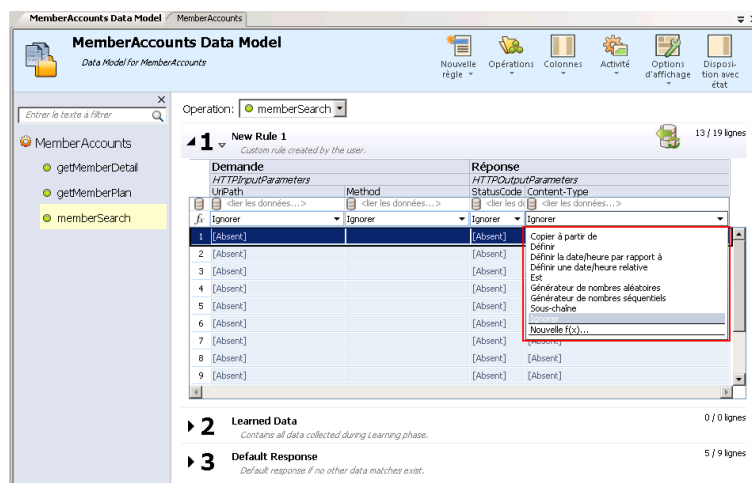 MemberAccounts Data Model MemberAccounts
MemberAccounts Data Model
Data Model for MemberAccounts
Nouvelle règle
Opérations
Colonnes
Activité
Options d'affichage
Disposi-
tion avec
état
Entrer le texte à filtrer
MemberAccounts
getMemberDetail
getMemberPlan
memberSearch
Operation: memberSearch
1 New Rule 1 13 / 19 lignes
Custom rule created by the user.
Demande Réponse
HTTPInputParameters HTTPOutputParameters
UriPath Method StatusCode Content-Type
<lier les données...> <lier les données...> <lier les do <lier les données...>
fx Ignorer Ignorer Ignorer Ignorer
1 [Absent] [Absent]
2 [Absent] [Absent]
3 [Absent] [Absent]
4 [Absent] [Absent]
5 [Absent] [Absent]
6 [Absent] [Absent]
7 [Absent] [Absent] [Absent]
8 [Absent] [Absent] [Absent]
9 [Absent] [Absent] [Absent]
Copier à partir de
Définir
Définir la date/heure par rapport à
Définir une date/heure relative
Est
Générateur de nombres aléatoires
Générateur de nombres séquentiels
Sous-chaîne
Ignorer
Nouvelle f(x)...
2 Learned Data 0 / 0 lignes
Contains all data collected during Learning phase.
3 Default Response 5 / 9 lignes
Default response if no other data matches exist.